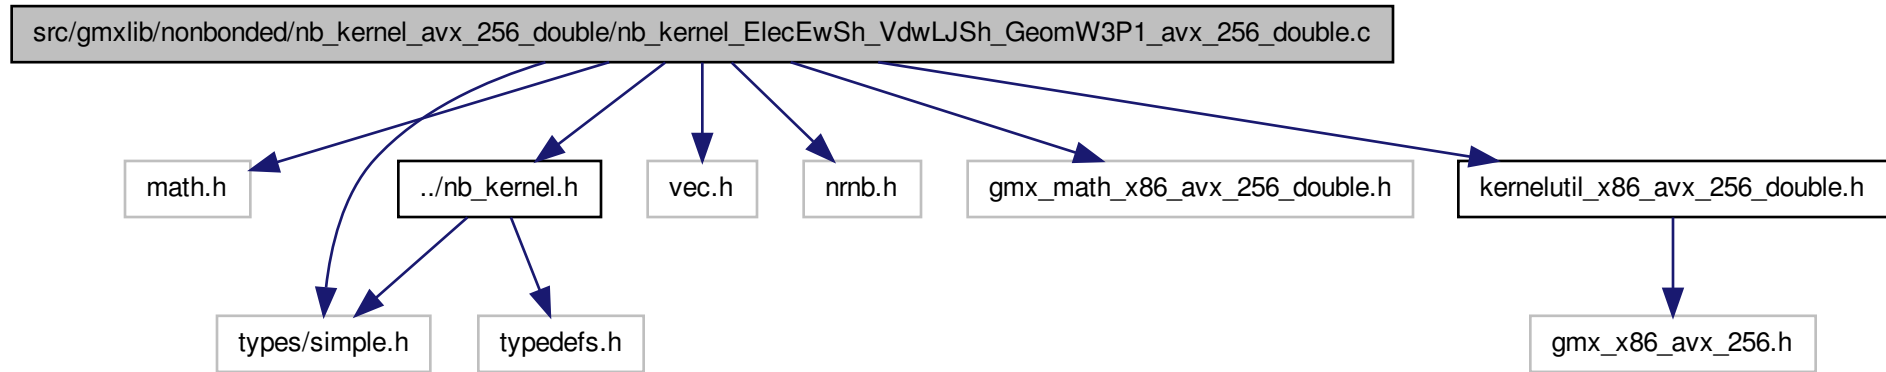 src/gmxlib/nonbonded/nb_kernel_avx_256_double/nb_kernel_ElecEwSh_VdwLJSh_GeomW3P1_avx_256_double.c
math.h
../nb_kernel.h
vec.h
nrnb.h
gmx_math_x86_avx_256_double.h
kernelutil_x86_avx_256_double.h
types/simple.h
typedefs.h
gmx_x86_avx_256.h